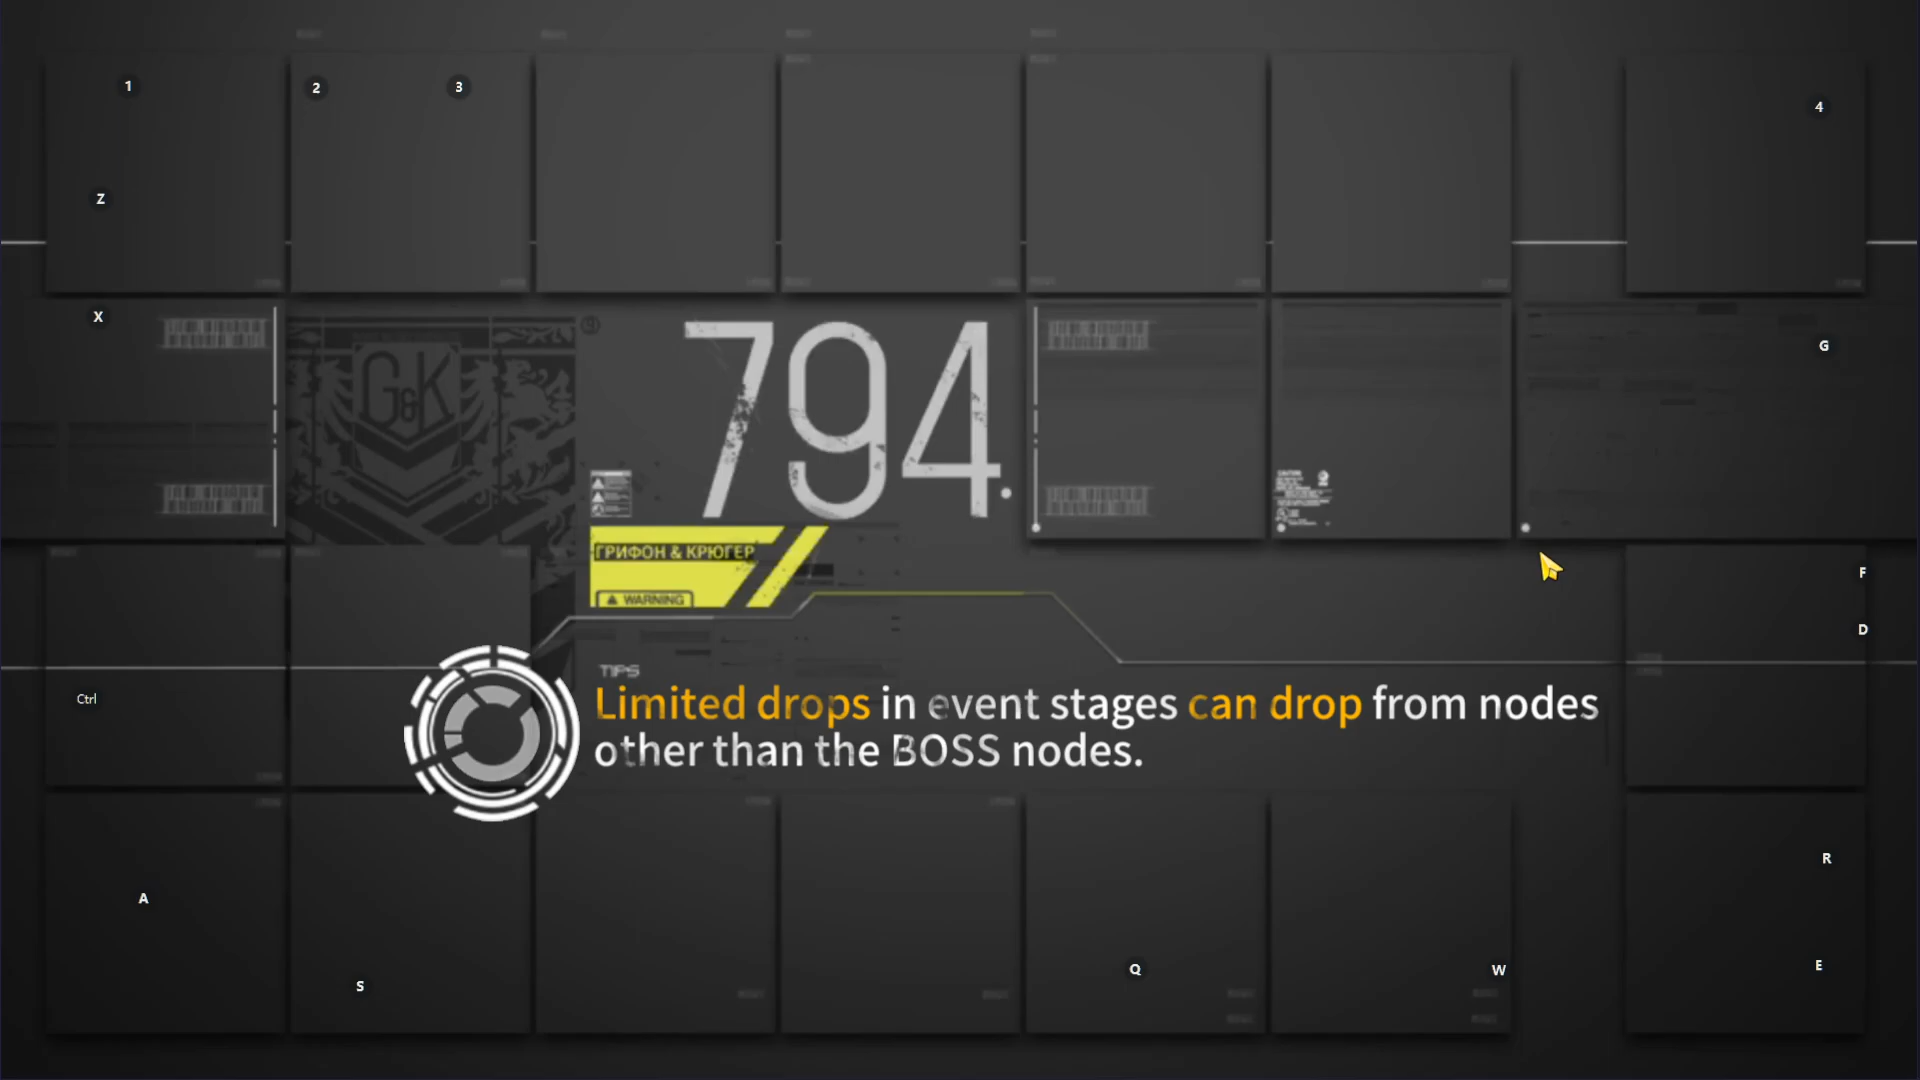 1
2
3
4
Z
X
G&K
794.
G
ГРИФОН & КРЮГЕР
WARNING
F
D
TIPS
Limited drops in event stages can drop from nodes
other than the BOSS nodes.
Ctrl
R
A
Q
W
E
S